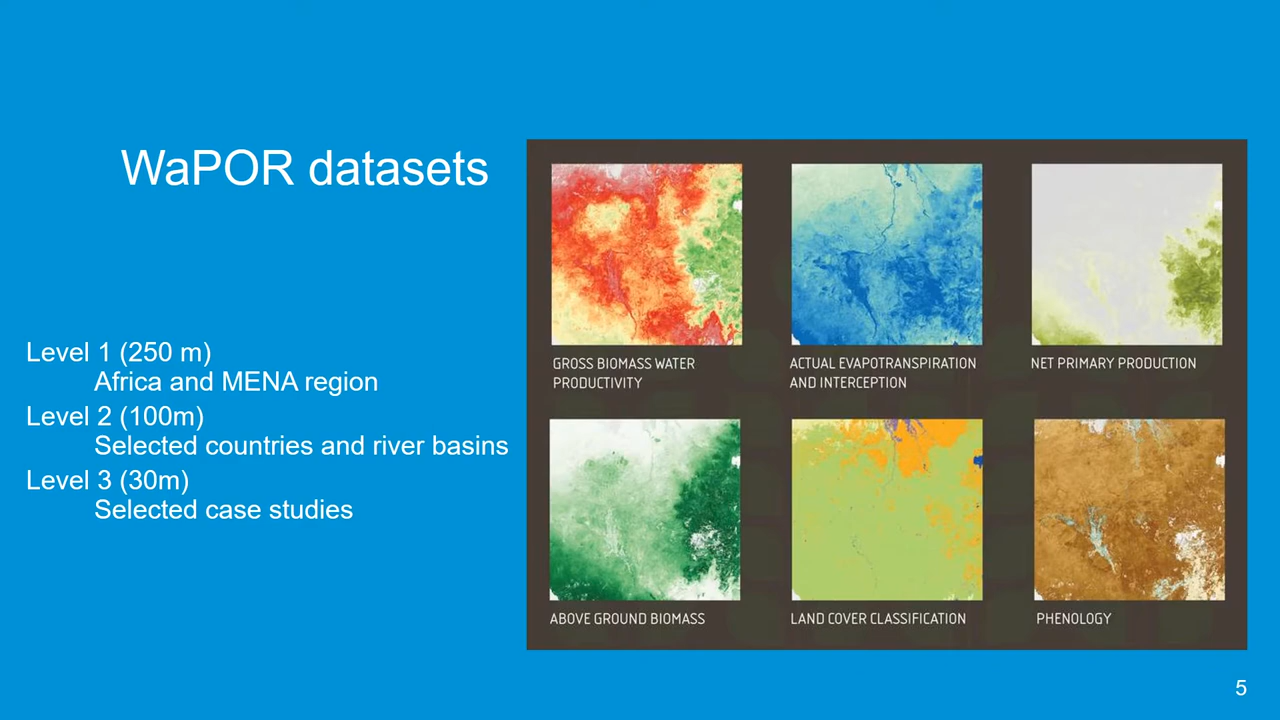 WaPOR datasets
Level 1 (250 m)
Africa and MENA region
Level 2 (100m)
Selected countries and river basins
Level 3 (30m)
Selected case studies
GROSS BIOMASS WATER
PRODUCTIVITY
ACTUAL EVAPOTRANSPIRATION
AND INTERCEPTION
NET PRIMARY PRODUCTION
ABOVE GROUND BIOMASS
LAND COVER CLASSIFICATION
PHENOLOGY
5